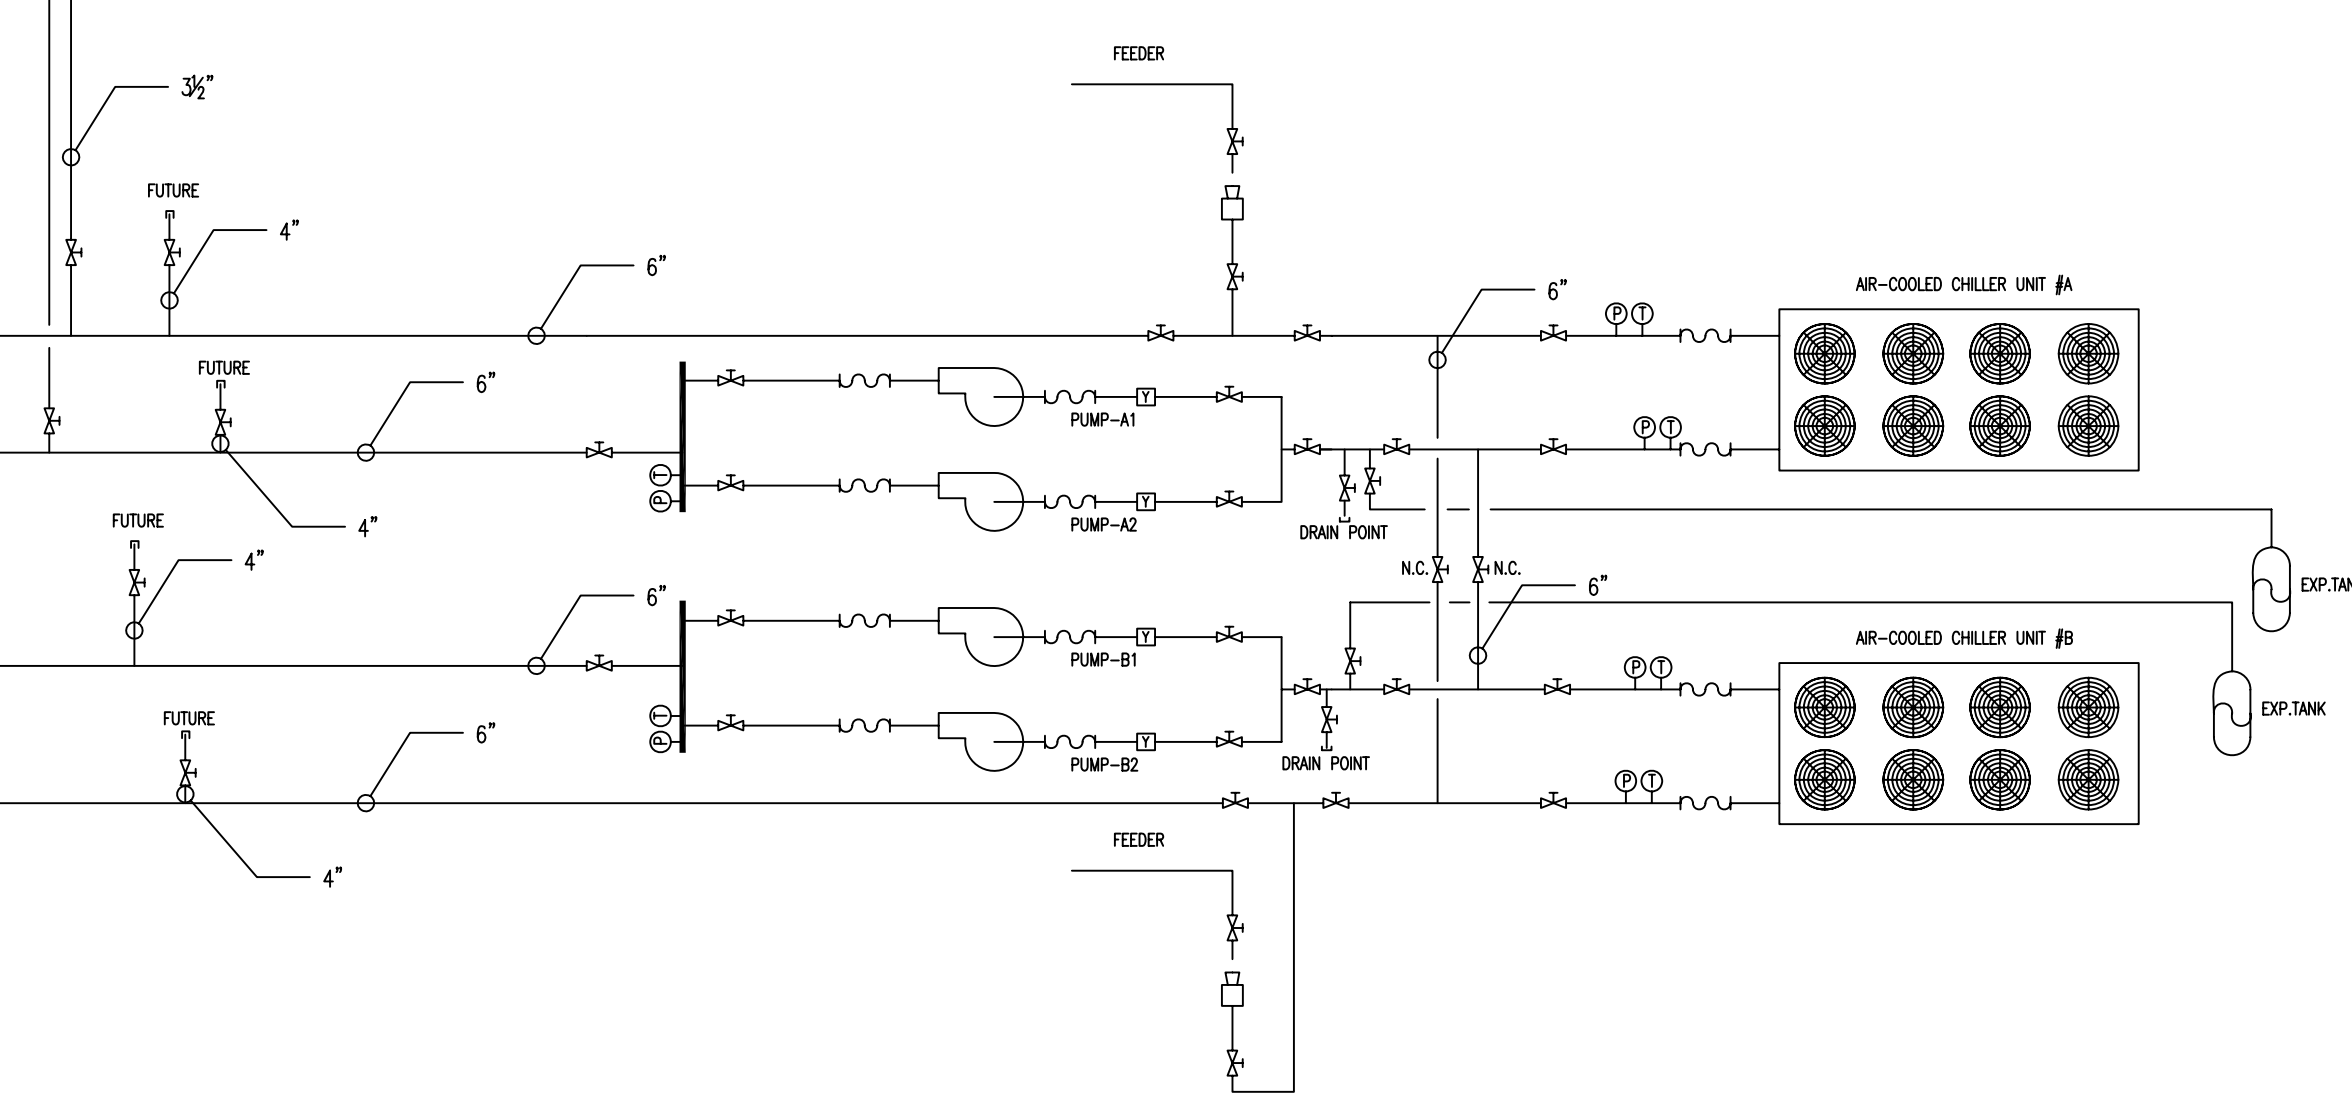 FEEDER
3½"
FUTURE
4"
6"
6"
AIR-COOLED CHILLER UNIT #A
P T
FUTURE
6"
PUMP-A1
P T
T
P
4"
PUMP-A2
DRAIN POINT
FUTURE
4"
N.C.
N.C.
6"
6"
EXP.TAN
AIR-COOLED CHILLER UNIT #B
PUMP-B1
P T
EXP.TANK
FUTURE
6"
T
P
PUMP-B2
DRAIN POINT
P T
FEEDER
4"
Y
Y
Y
Y